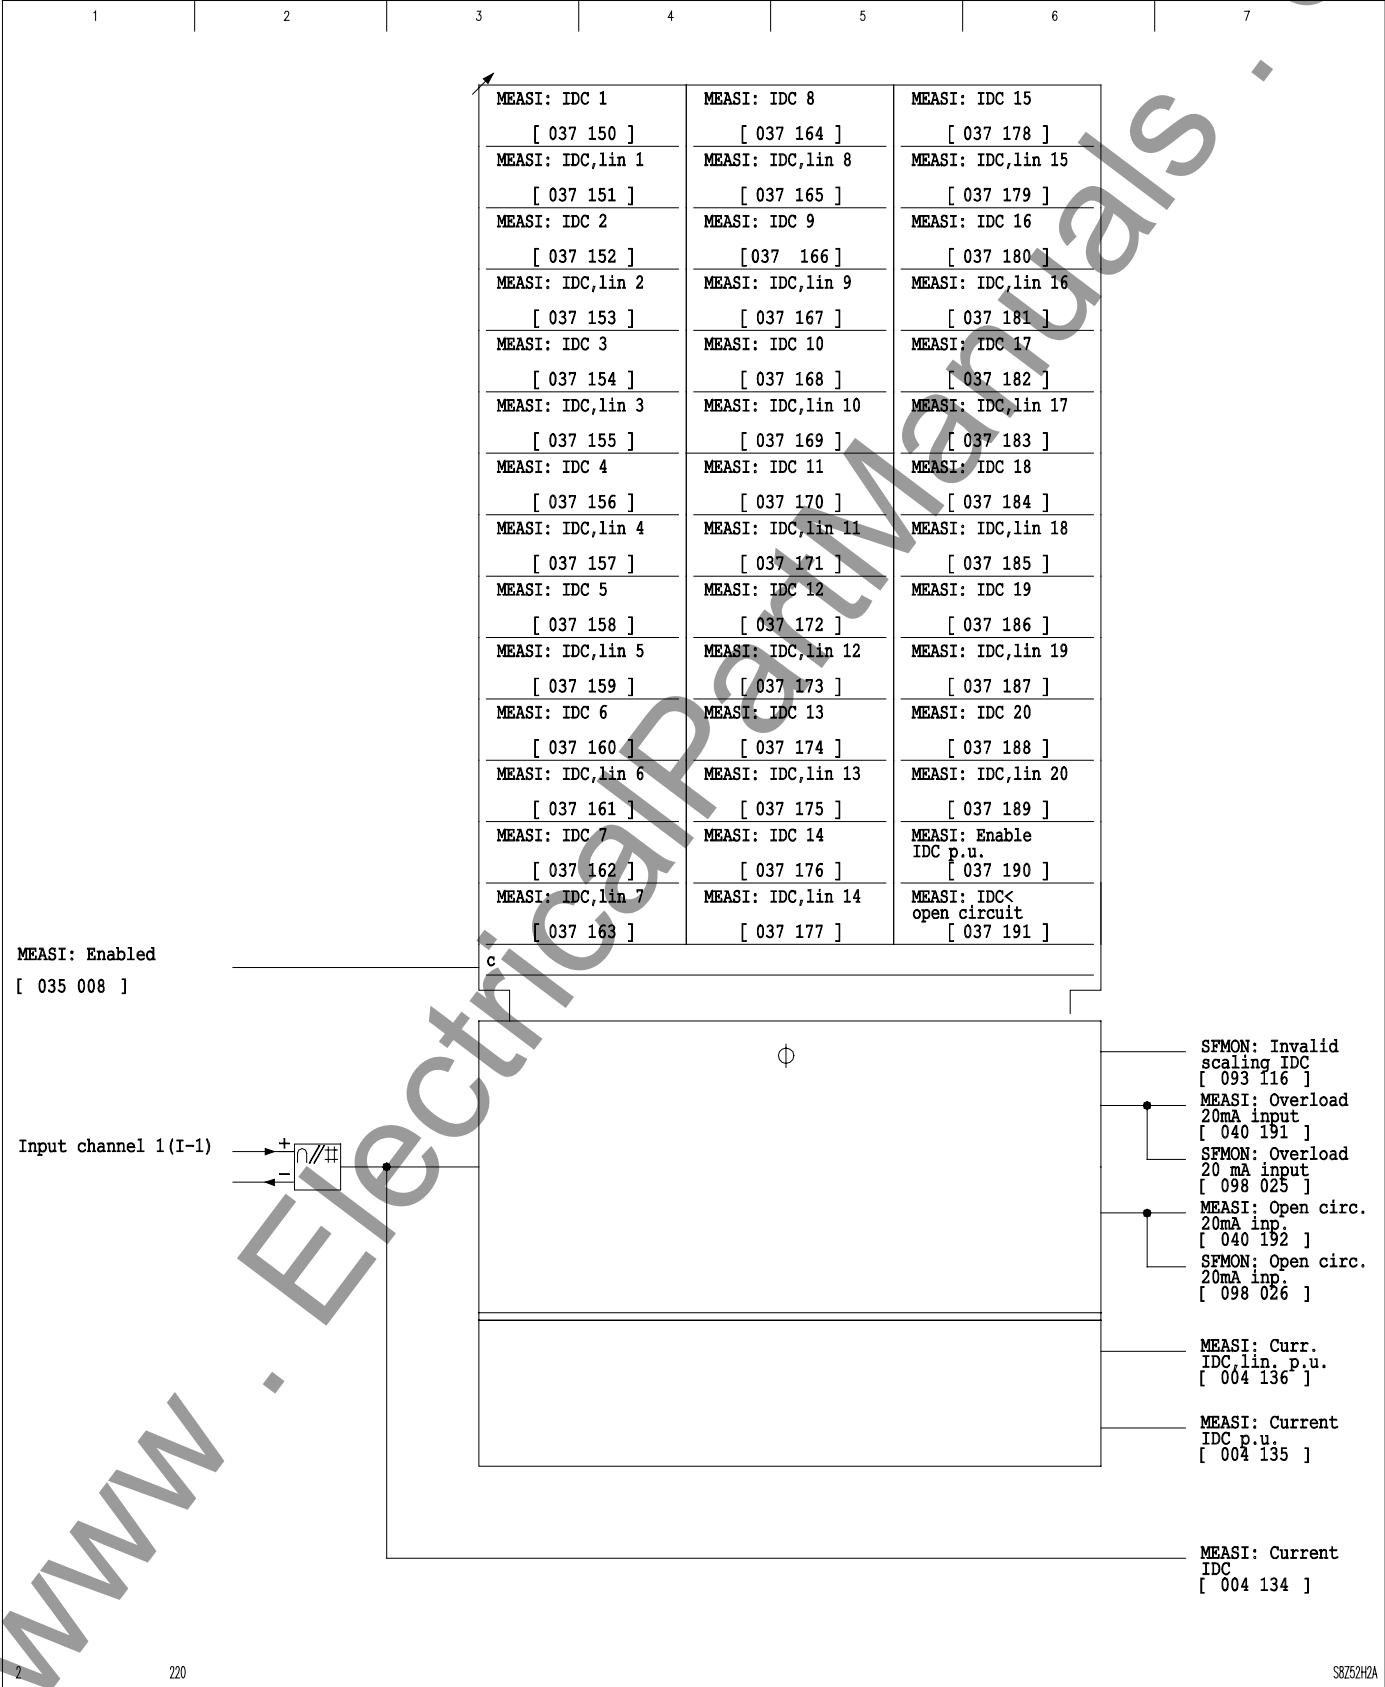 1 2 3 4 5 6 7
MEASI: IDC 1
[ 037 150 ]
MEASI: IDC,lin 1
[ 037 151 ]
MEASI: IDC 2
[ 037 152 ]
MEASI: IDC,lin 2
[ 037 153 ]
MEASI: IDC 3
[ 037 154 ]
MEASI: IDC,lin 3
[ 037 155 ]
MEASI: IDC 4
[ 037 156 ]
MEASI: IDC,lin 4
[ 037 157 ]
MEASI: IDC 5
[ 037 158 ]
MEASI: IDC,lin 5
[ 037 159 ]
MEASI: IDC 6
[ 037 160 ]
MEASI: IDC,lin 6
[ 037 161 ]
MEASI: IDC 7
[ 037 162 ]
MEASI: IDC,lin 7
[ 037 163 ]
MEASI: IDC 8
[ 037 164 ]
MEASI: IDC,lin 8
[ 037 165 ]
MEASI: IDC 9
[037 166 ]
MEASI: IDC,lin 9
[ 037 167 ]
MEASI: IDC 10
[ 037 168 ]
MEASI: IDC,lin 10
[ 037 169 ]
MEASI: IDC 11
[ 037 170 ]
MEASI: IDC,lin 11
[ 037 171 ]
MEASI: IDC 12
[ 037 172 ]
MEASI: IDC,lin 12
[ 037 173 ]
MEASI: IDC 13
[ 037 174 ]
MEASI: IDC,lin 13
[ 037 175 ]
MEASI: IDC 14
[ 037 176 ]
MEASI: IDC,lin 14
[ 037 177 ]
MEASI: IDC 15
[ 037 178 ]
MEASI: IDC,lin 15
[ 037 179 ]
MEASI: IDC 16
[ 037 180 ]
MEASI: IDC,lin 16
[ 037 181 ]
MEASI: IDC 17
[ 037 182 ]
MEASI: IDC,lin 17
[ 037 183 ]
MEASI: IDC 18
[ 037 184 ]
MEASI: IDC,lin 18
[ 037 185 ]
MEASI: IDC 19
[ 037 186 ]
MEASI: IDC,lin 19
[ 037 187 ]
MEASI: IDC 20
[ 037 188 ]
MEASI: IDC,lin 20
[ 037 189 ]
MEASI: Enable
IDC p.u.
[ 037 190 ]
MEASI: IDC<
open circuit
[ 037 191 ]
c
MEASI: Enabled
[ 035 008 ]
Input channel 1(I-1)
+
-
∩//#
SFMON: Invalid
scaling IDC
[ 093 116 ]
MEASI: Overload
20mA input
[ 040 191 ]
SFMON: Overload
20 mA input
[ 098 025 ]
MEASI: Open circ.
20mA inp.
[ 040 192 ]
SFMON: Open circ.
20mA inp.
[ 098 026 ]
MEASI: Curr.
IDC,lin. p.u.
[ 004 136 ]
MEASI: Current
IDC p.u.
[ 004 135 ]
MEASI: Current
IDC
[ 004 134 ]
2 220 S8Z52H2A
www . ElectricalPartManuals .